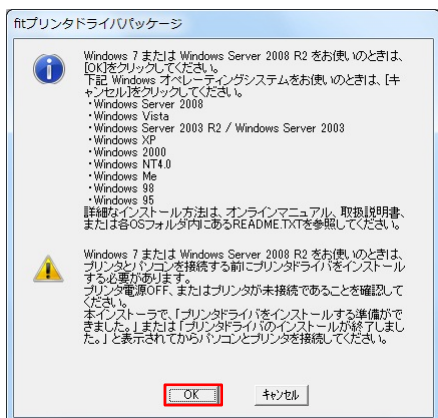 fitプリンタドライバパッケージ
Windows 7 または Windows Server 2008 R2 をお使いのときは、
[OK]をクリックしてください。
下記 Windows オペレーティングシステムをお使いのときは、[キ
ャンセル]をクリックしてください。
・Windows Server 2008
・Windows Vista
・Windows Server 2003 R2 / Windows Server 2003
・Windows XP
・Windows 2000
・Windows NT4.0
・Windows Me
・Windows 98
・Windows 95
詳細なインストール方法は、オンラインマニュアル、取扱説明書、
または各OSフォルダ内にあるREADME.TXTを参照してください。
Windows 7 または Windows Server 2008 R2 をお使いのときは、
プリンタとパソコンを接続する前にプリンタドライバをインストール
する必要があります。
プリンタ電源OFF、またはプリンタが未接続であることを確認して
ください。
本インストーラで、「プリンタドライバをインストールする準備がで
きました。」または「プリンタドライバのインストールが終了しまし
た。」と表示されてからパソコンとプリンタを接続してください。
OK
キャンセル